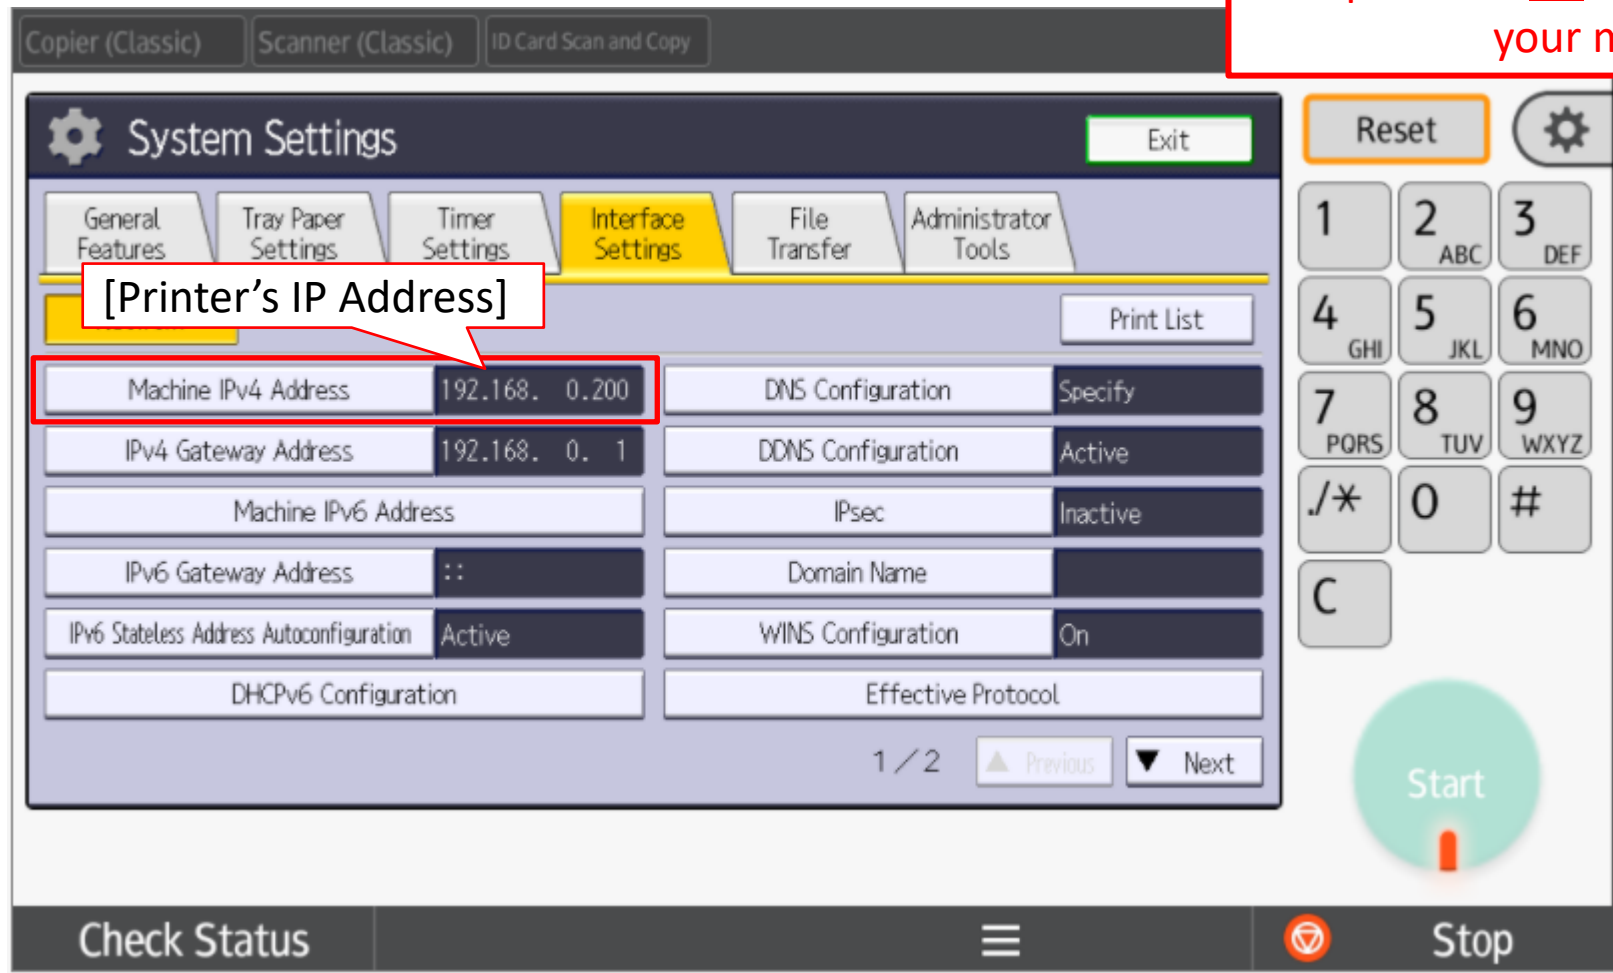 your
Copier (Classic)
Scanner (Classic)
ID Card Scan and Copy
System Settings
Exit
General
Features
Tray Paper
Settings
Timer
Settings
Interface
Settings
File
Transfer
Administrator
Tools
[Printer’s IP Address]
Print List
Machine IPv4 Address 192.168. 0.200
DNS Configuration Specify
IPv4 Gateway Address 192.168. 0. 1
DDNS Configuration Active
Machine IPv6 Address
IPsec Inactive
IPv6 Gateway Address ::
Domain Name
IPv6 Stateless Address Autoconfiguration Active
WINS Configuration On
DHCPv6 Configuration
Effective Protocol
1/2 ▲ Previous ▼ Next
Reset
1 2 ABC 3 DEF
4 GHI 5 JKL 6 MNO
7 PQRS 8 TUV 9 WXYZ
./* 0 #
C
Start
Check Status
Stop